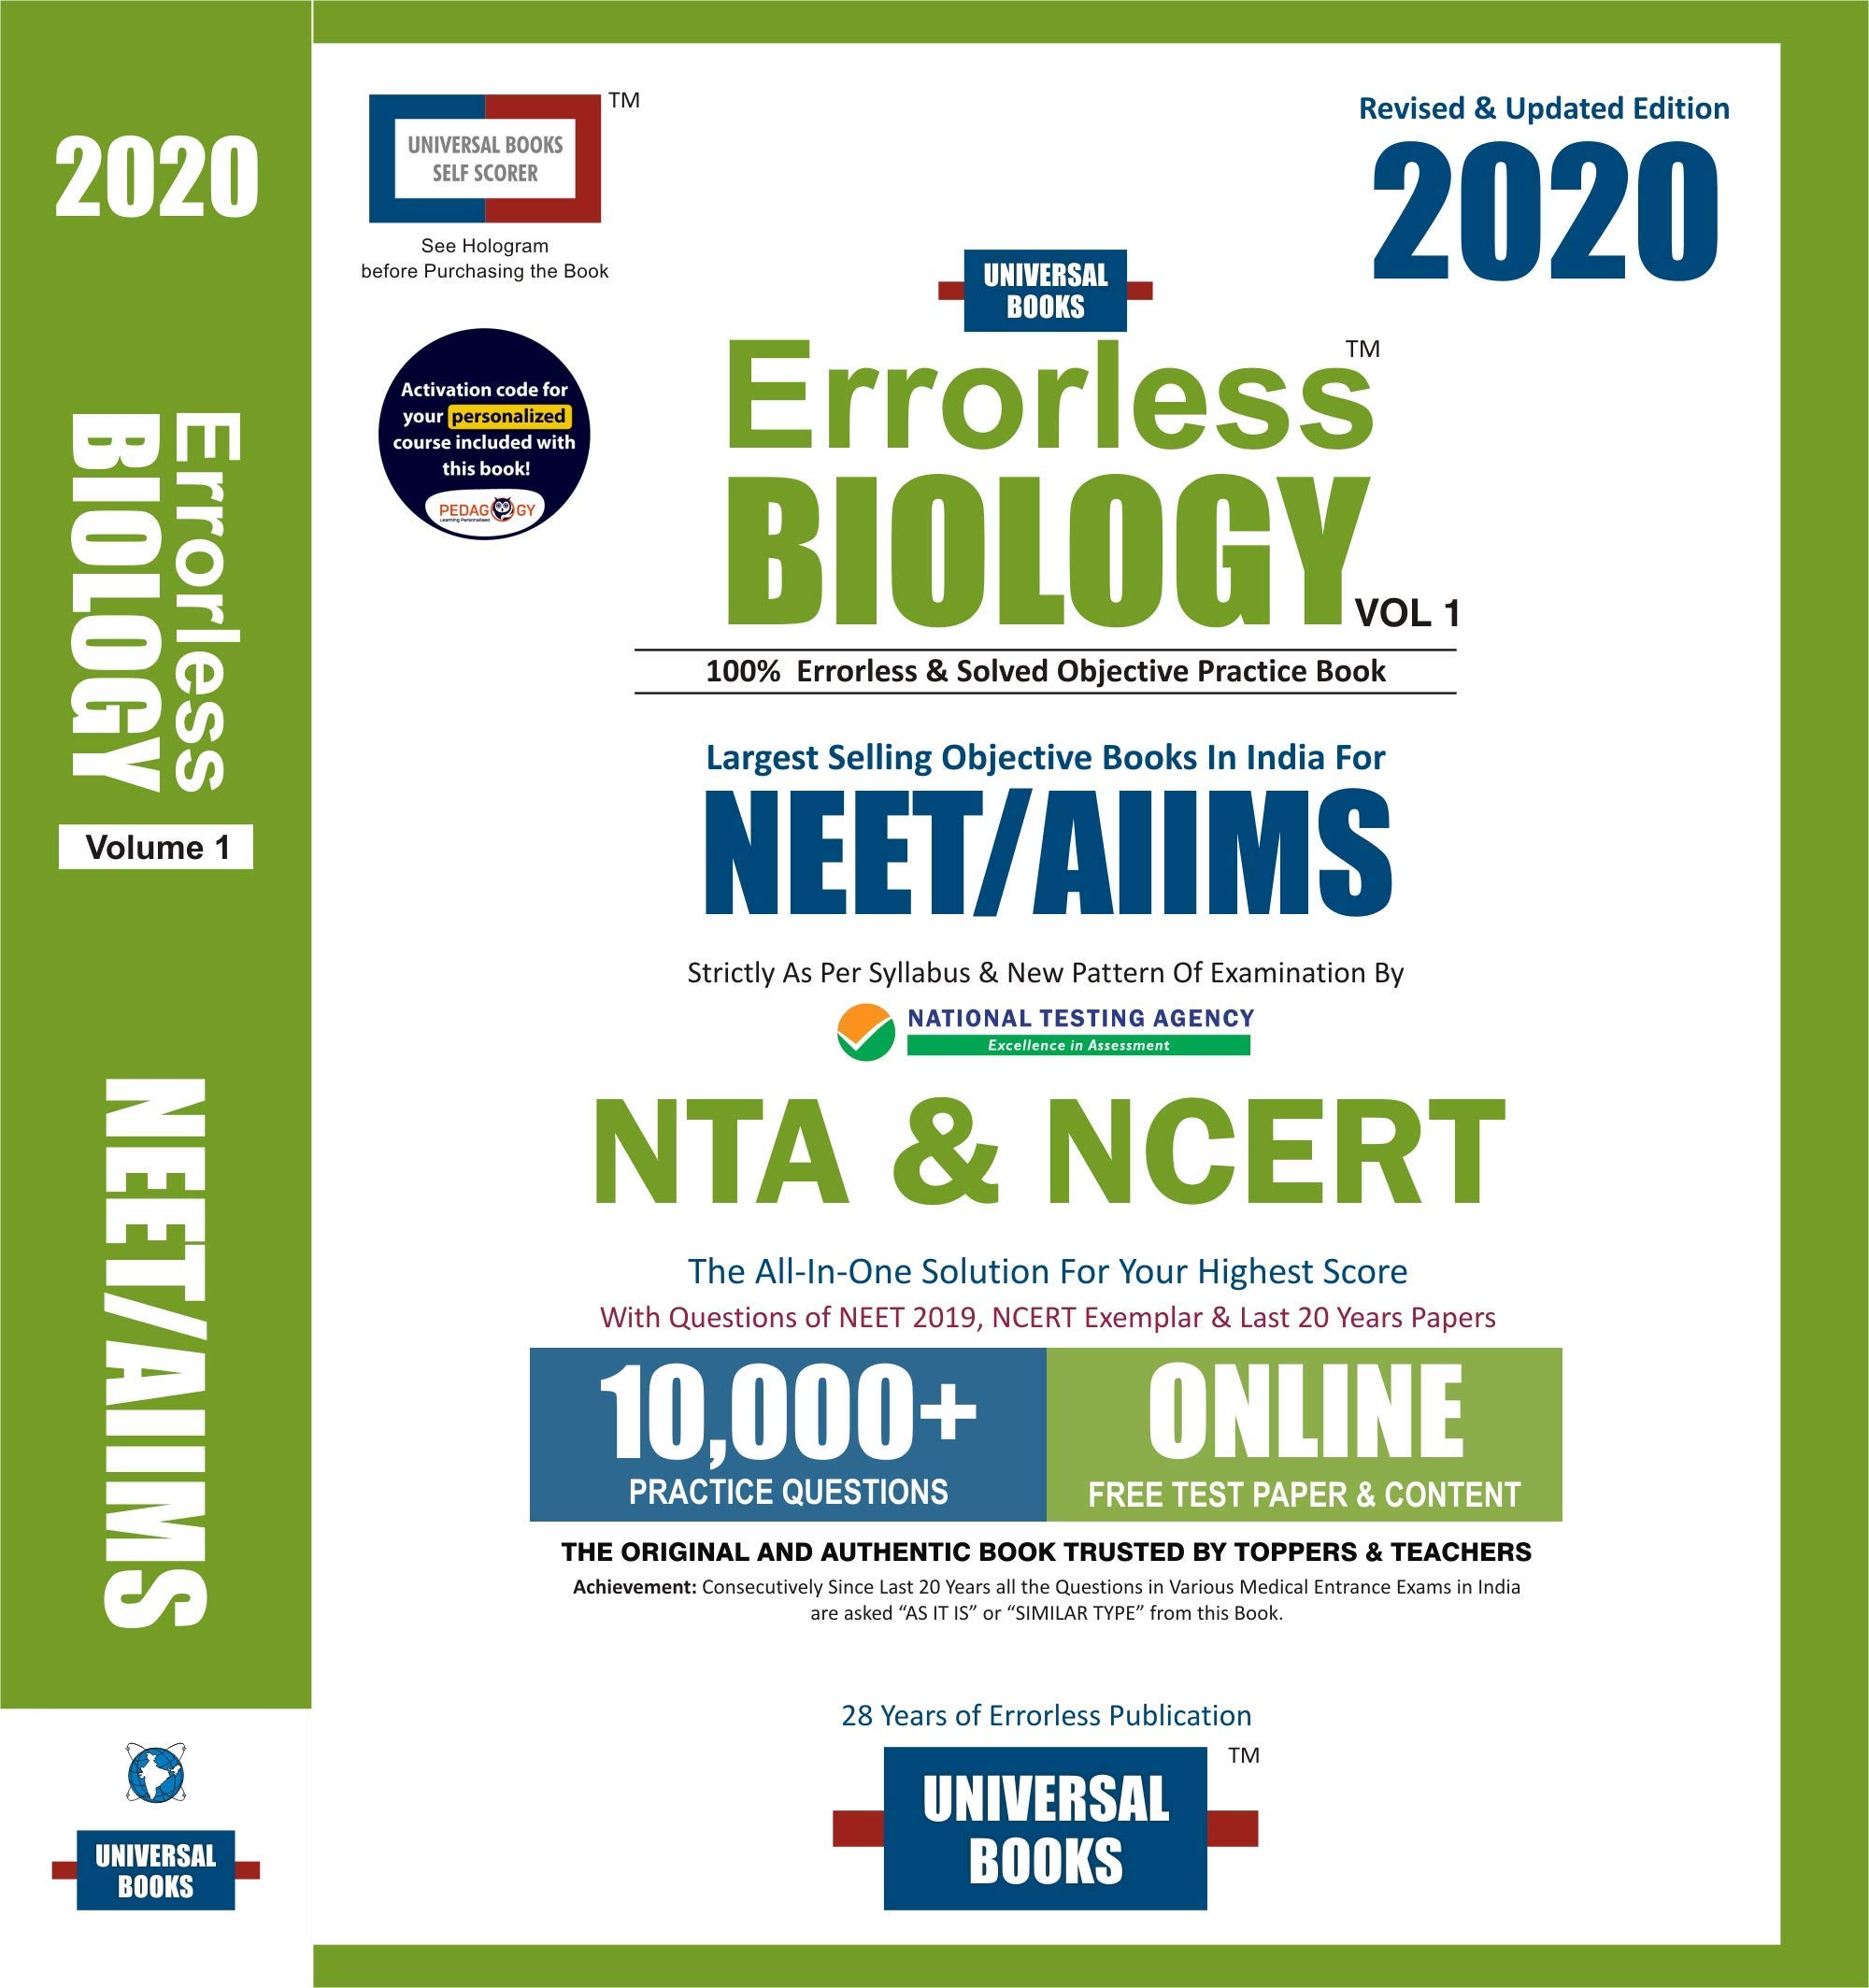 2020
Errorless
BIOLOGY
Volume 1
NEET/AIIMS
UNIVERSAL
BOOKS
UNIVERSAL BOOKS
SELF SCORER
TM
See Hologram
before Purchasing the Book
Revised & Updated Edition
2020
Activation code for
your personalized
course included with
this book!
PEDAGOGY
Learning Personalised
UNIVERSAL
BOOKS
Errorless
TM
BIOLOGY
VOL 1
100% Errorless & Solved Objective Practice Book
Largest Selling Objective Books In India For
NEET/AIIMS
Strictly As Per Syllabus & New Pattern Of Examination By
NATIONAL TESTING AGENCY
Excellence in Assessment
NTA & NCERT
The All-In-One Solution For Your Highest Score
With Questions of NEET 2019, NCERT Exemplar & Last 20 Years Papers
10,000+
PRACTICE QUESTIONS
ONLINE
FREE TEST PAPER & CONTENT
THE ORIGINAL AND AUTHENTIC BOOK TRUSTED BY TOPPERS & TEACHERS
Achievement: Consecutively Since Last 20 Years all the Questions in Various Medical Entrance Exams in India
are asked “AS IT IS” or “SIMILAR TYPE” from this Book.
28 Years of Errorless Publication
UNIVERSAL
BOOKS
TM